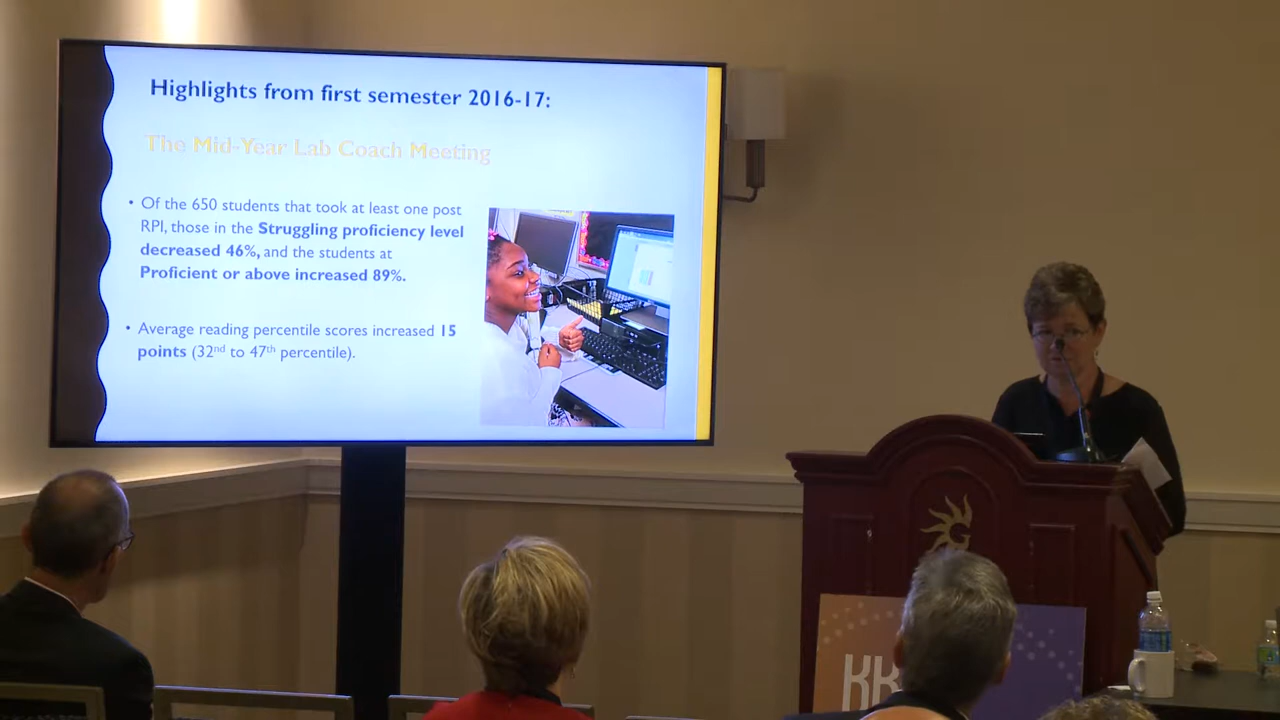 Highlights from first semester 2016-17:
The Mid-Year Lab Coach Meeting
• Of the 650 students that took at least one post
RPI, those in the Struggling proficiency level
decreased 46%, and the students at
Proficient or above increased 89%.
• Average reading percentile scores increased 15
points (32nd to 47th percentile).